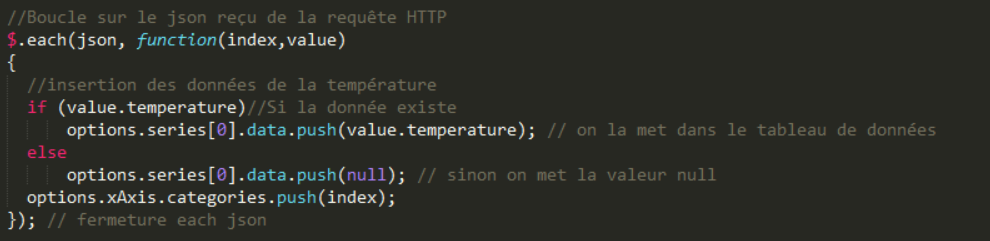 //Boucle sur le json reçu de la requête HTTP
$.each(json, function(index,value)
{
//insertion des données de la température
if (value.temperature)//Si la donnée existe
options.series[0].data.push(value.temperature); // on la met dans le tableau de données
else
options.series[0].data.push(null); // sinon on met la valeur null
options.xAxis.categories.push(index);
}); // fermeture each json